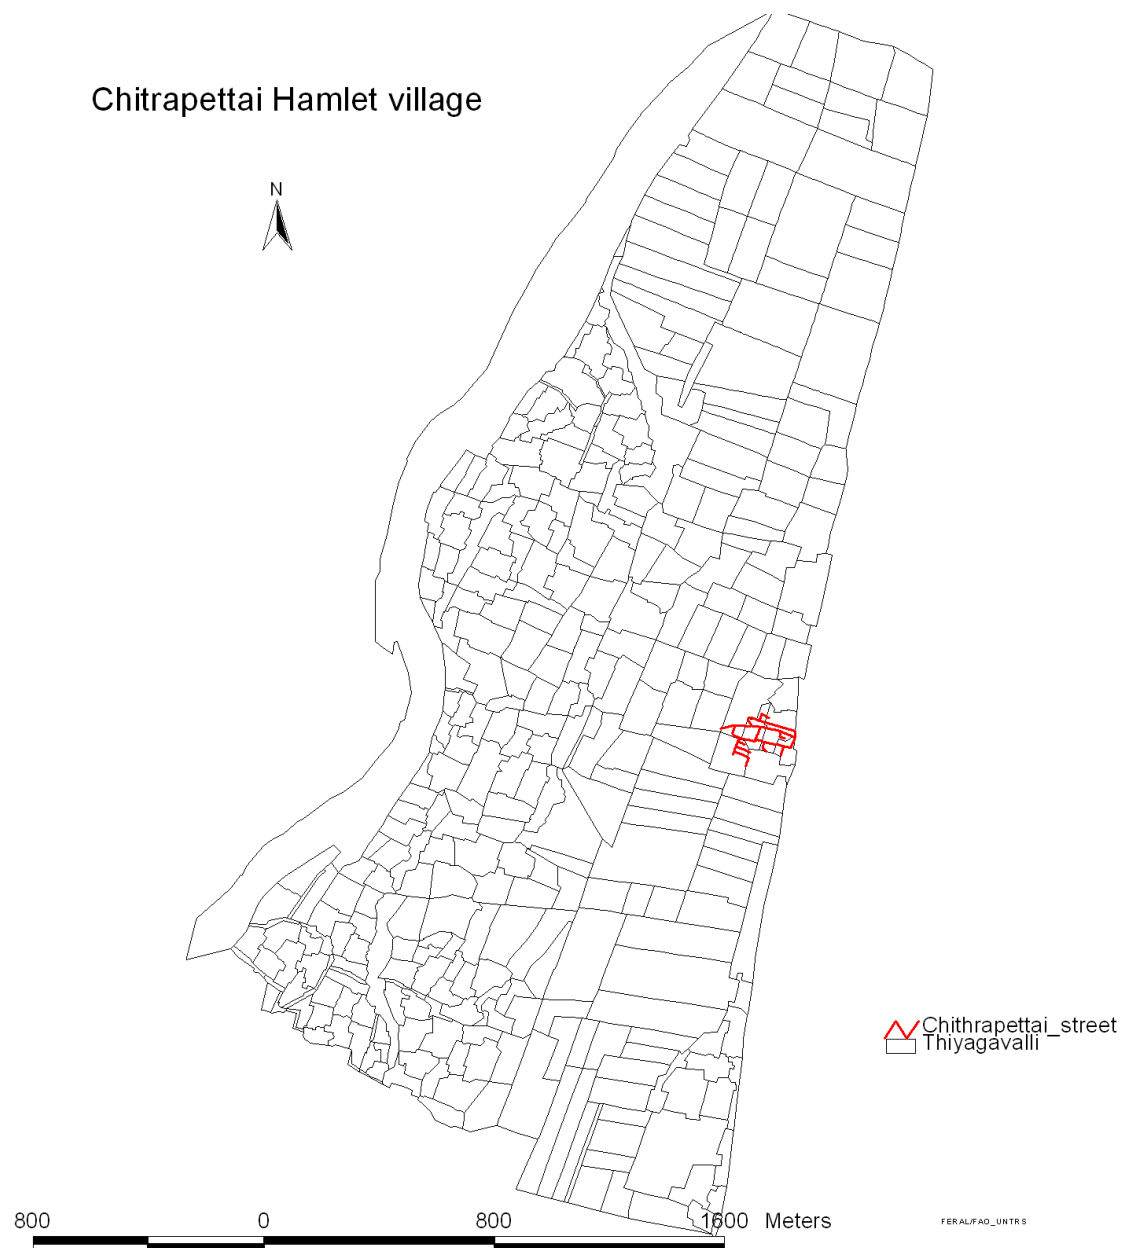 Chitrapettai Hamlet village
N
Chithrapettai_street
Thiyagavalli
800 0 800 1600 Meters
FERAL/FAO_UNTRS